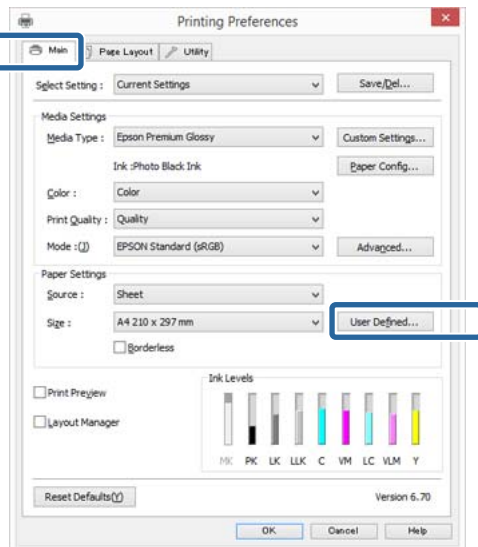 Printing Preferences
Main Page Layout Utility
Select Setting : Current Settings Save/Del...
Media Settings
Media Type : Epson Premium Glossy Custom Settings...
Ink :Photo Black Ink Paper Config...
Color : Color
Print Quality : Quality
Mode :(J) EPSON Standard (sRGB) Advanced...
Paper Settings
Source : Sheet
Size : A4 210 x 297 mm User Defined...
Borderless
Print Preview
Layout Manager
Ink Levels
MK PK LK LLK C VM LC VLM Y
Reset Defaults(Y) Version 6.70
OK Cancel Help